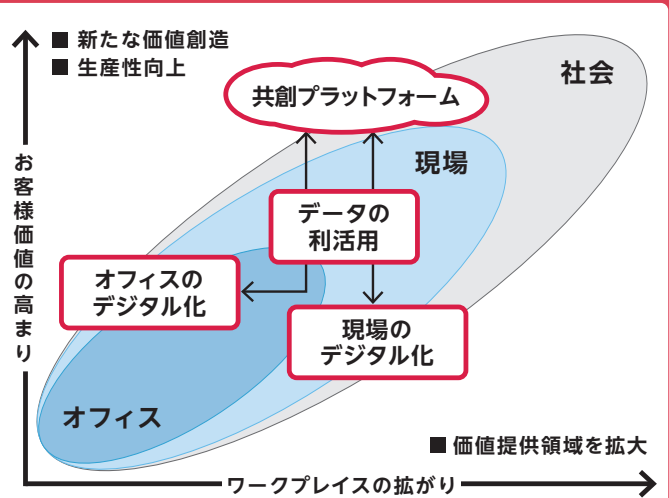 ■ 新たな価値創造
■ 生産性向上
社会
共創プラットフォーム
現場
お客様価値の高まり
データの
利活用
オフィスの
デジタル化
現場の
デジタル化
オフィス
■ 価値提供領域を拡大
ワークプレイスの拡がり